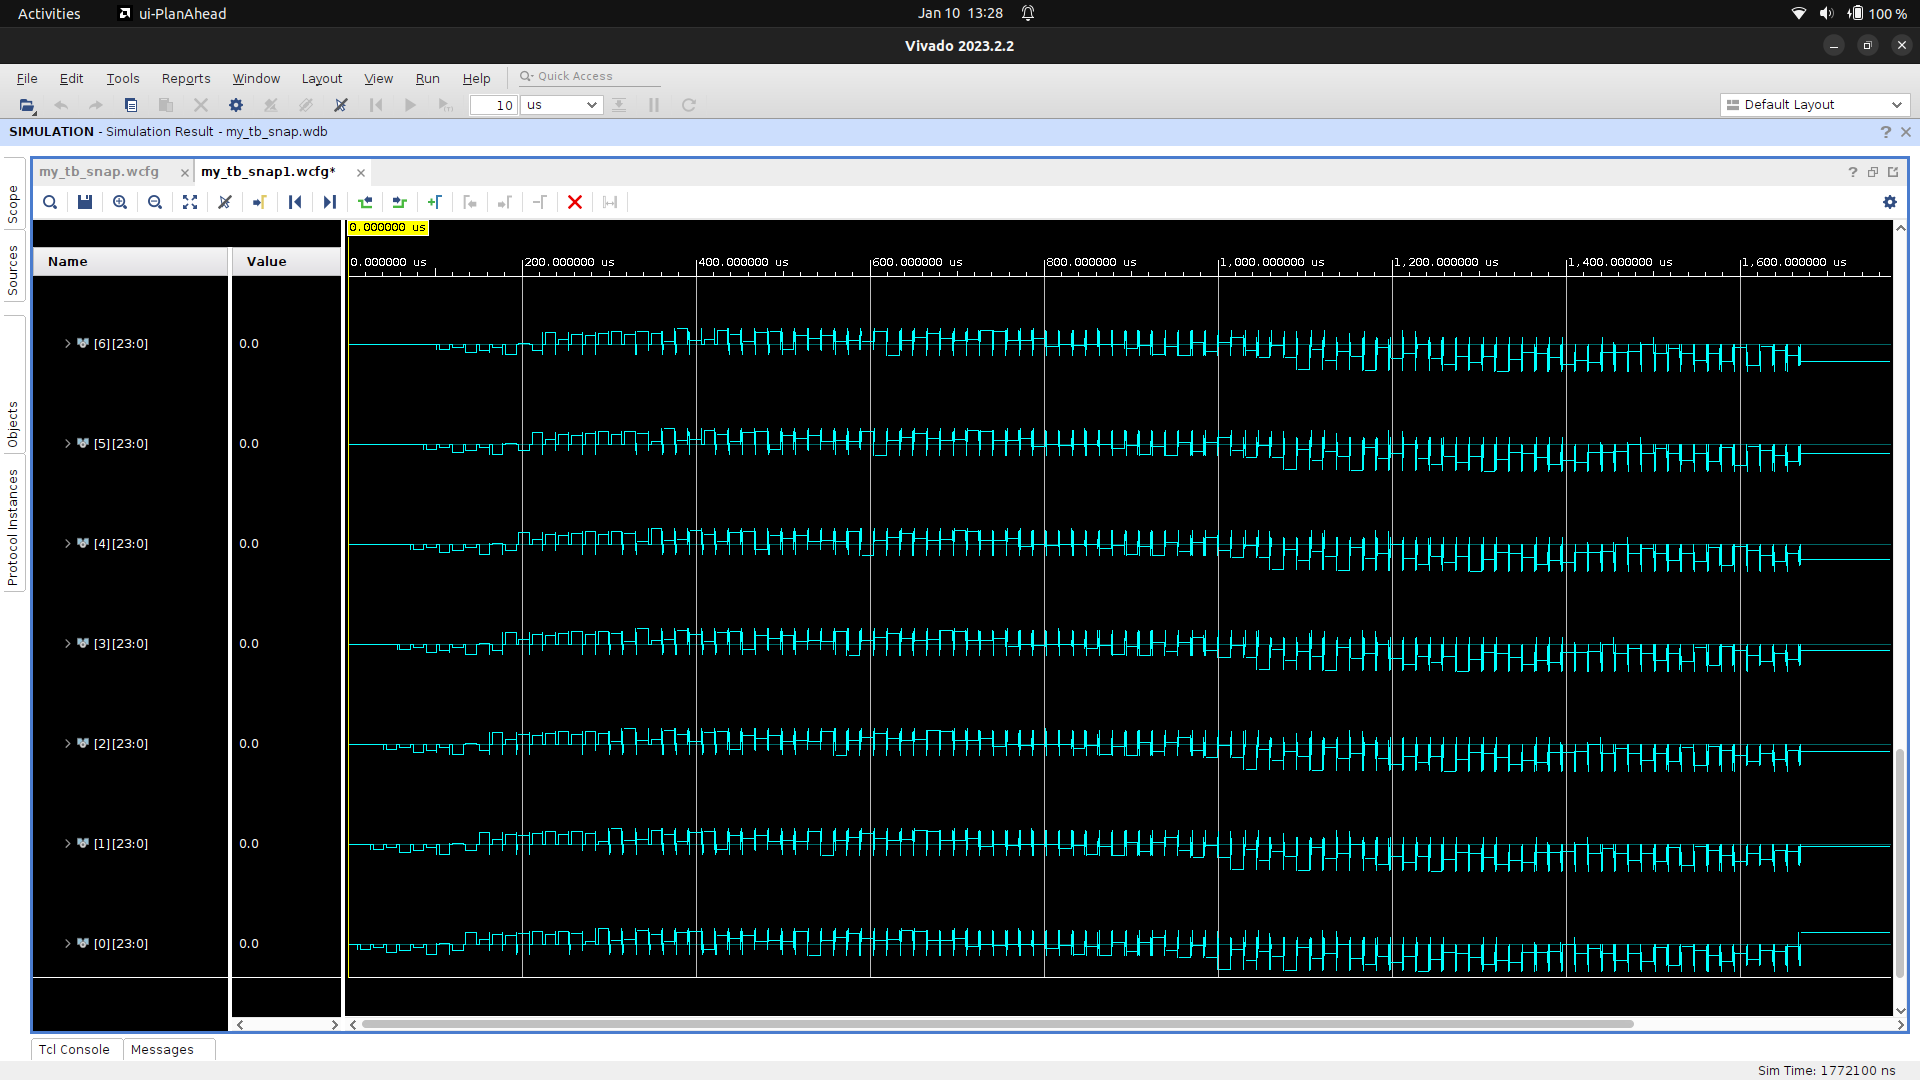 Activities ui-PlanAhead Jan 10 13:28 100 %
Vivado 2023.2.2
File Edit Tools Reports Window Layout View Run Help Quick Access
10 us Default Layout
SIMULATION - Simulation Result - my_tb_snap.wdb
my_tb_snap.wcfg my_tb_snap1.wcfg*
Scope
Sources
Objects
Protocol Instances
0.000000 us
Name Value 0.000000 us 200.000000 us 400.000000 us 600.000000 us 800.000000 us 1,000.000000 us 1,200.000000 us 1,400.000000 us 1,600.000000 us
[6][23:0] 0.0
[5][23:0] 0.0
[4][23:0] 0.0
[3][23:0] 0.0
[2][23:0] 0.0
[1][23:0] 0.0
[0][23:0] 0.0
Tcl Console Messages
Sim Time: 1772100 ns